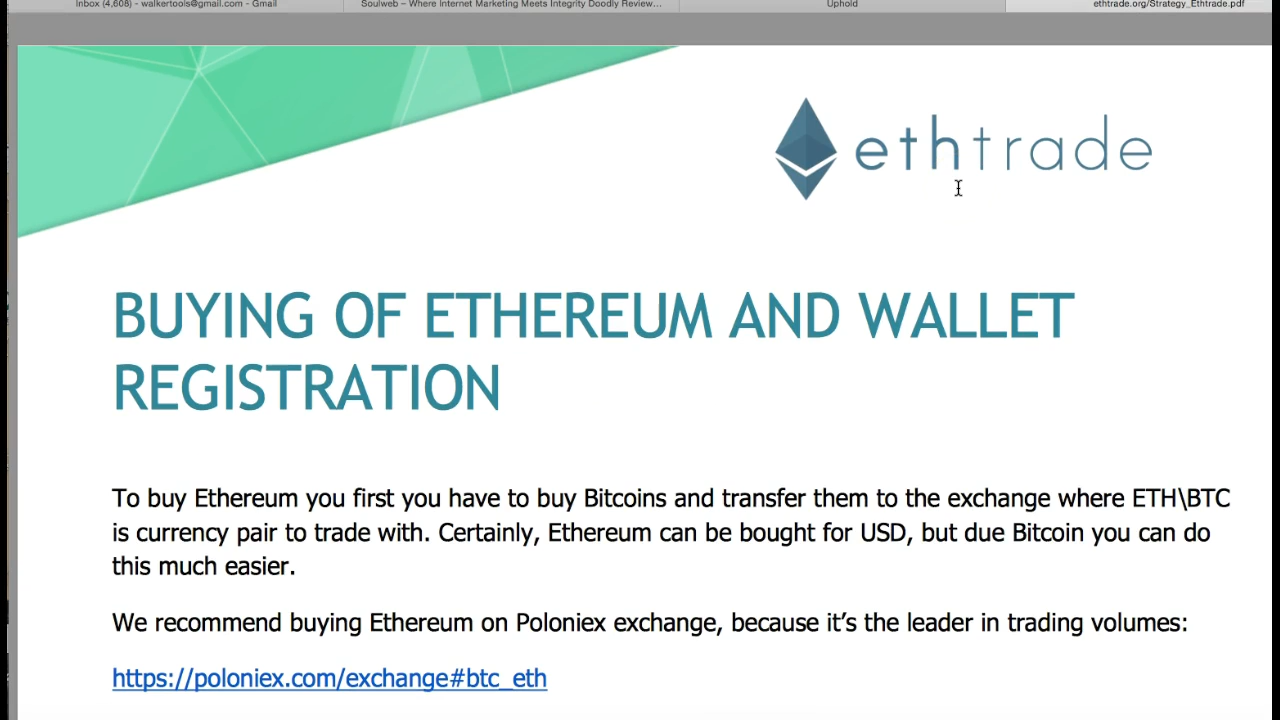 Inbox (4,608) - walkertools@gmail.com - Gmail
Soulweb – Where Internet Marketing Meets Integrity Doodly Review...
Uphold
ethtrade.org/Strategy_Ethtrade.pdf
ethtrade
BUYING OF ETHEREUM AND WALLET
REGISTRATION
To buy Ethereum you first you have to buy Bitcoins and transfer them to the exchange where ETH\BTC
is currency pair to trade with. Certainly, Ethereum can be bought for USD, but due Bitcoin you can do
this much easier.
We recommend buying Ethereum on Poloniex exchange, because it’s the leader in trading volumes:
https://poloniex.com/exchange#btc_eth